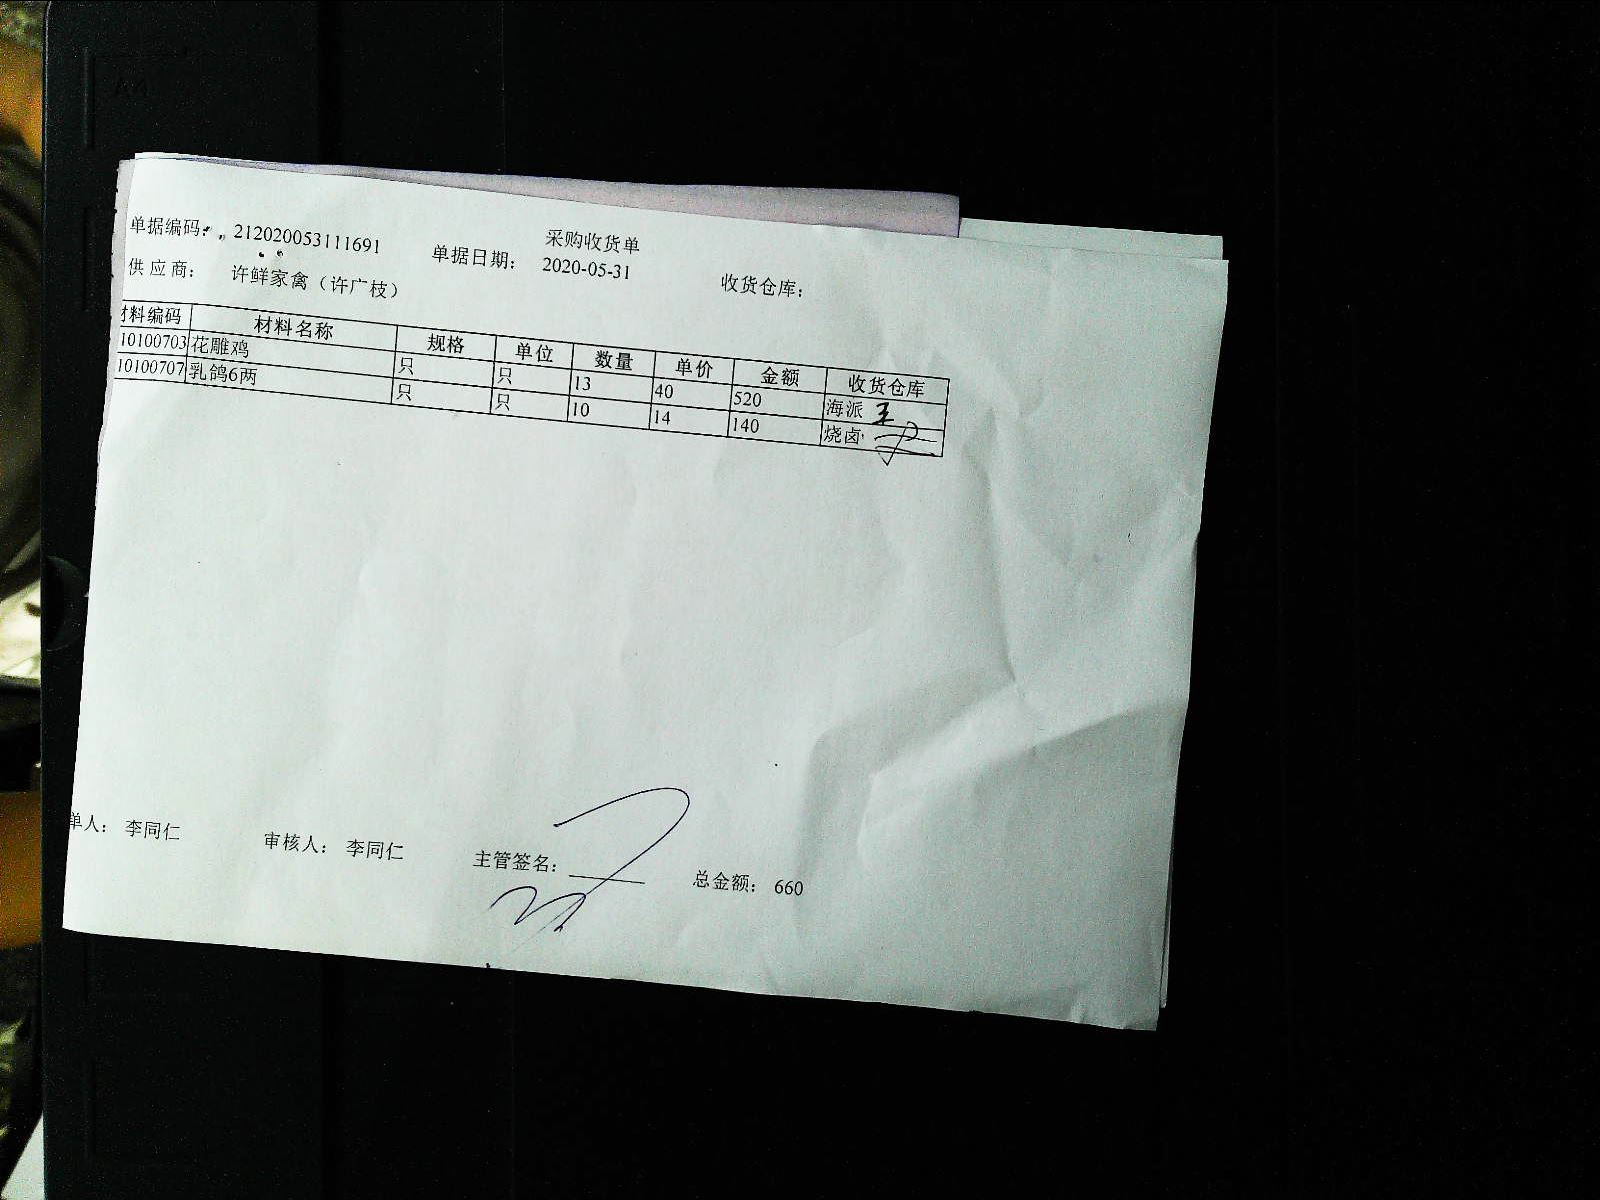 采购收货单
单据编码: 212020053111691 单据日期: 2020-05-31 收货仓库:
供应商: 许鲜家禽（许广枝）
材料编码 材料名称 规格 单位 数量 单价 金额 收货仓库
10100703 花雕鸡 只 只 13 40 520 海派 王
10100707 乳鸽6两 只 只 10 14 140 烧卤
单人: 李同仁 审核人: 李同仁 主管签名: 总金额: 660